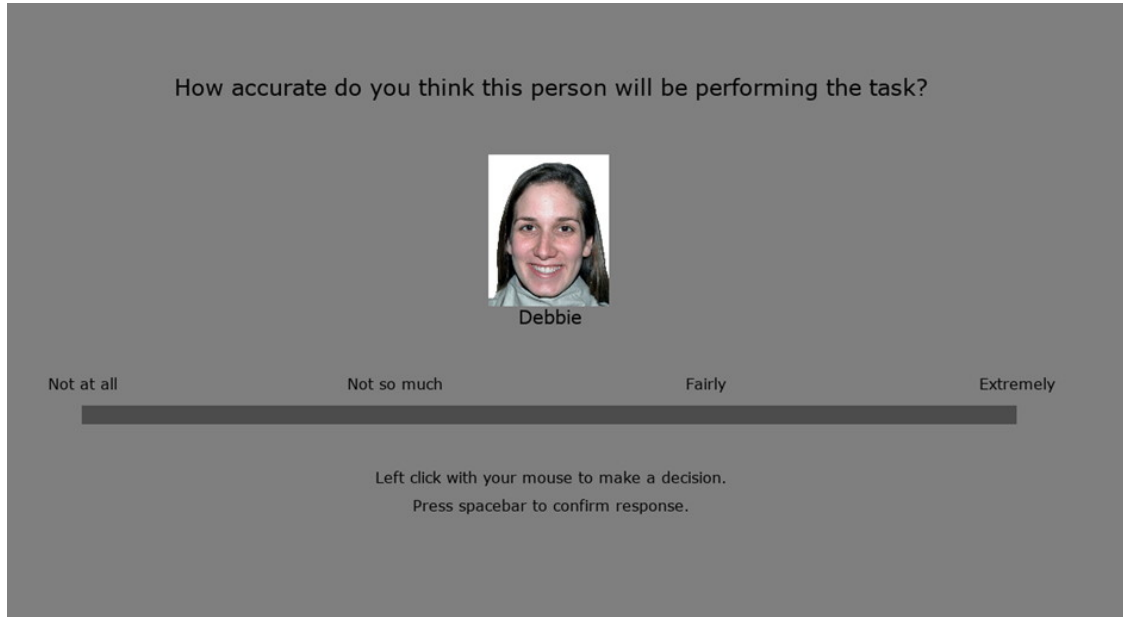 How accurate do you think this person will be performing the task?
Debbie
Not at all Not so much Fairly Extremely
Left click with your mouse to make a decision.
Press spacebar to confirm response.